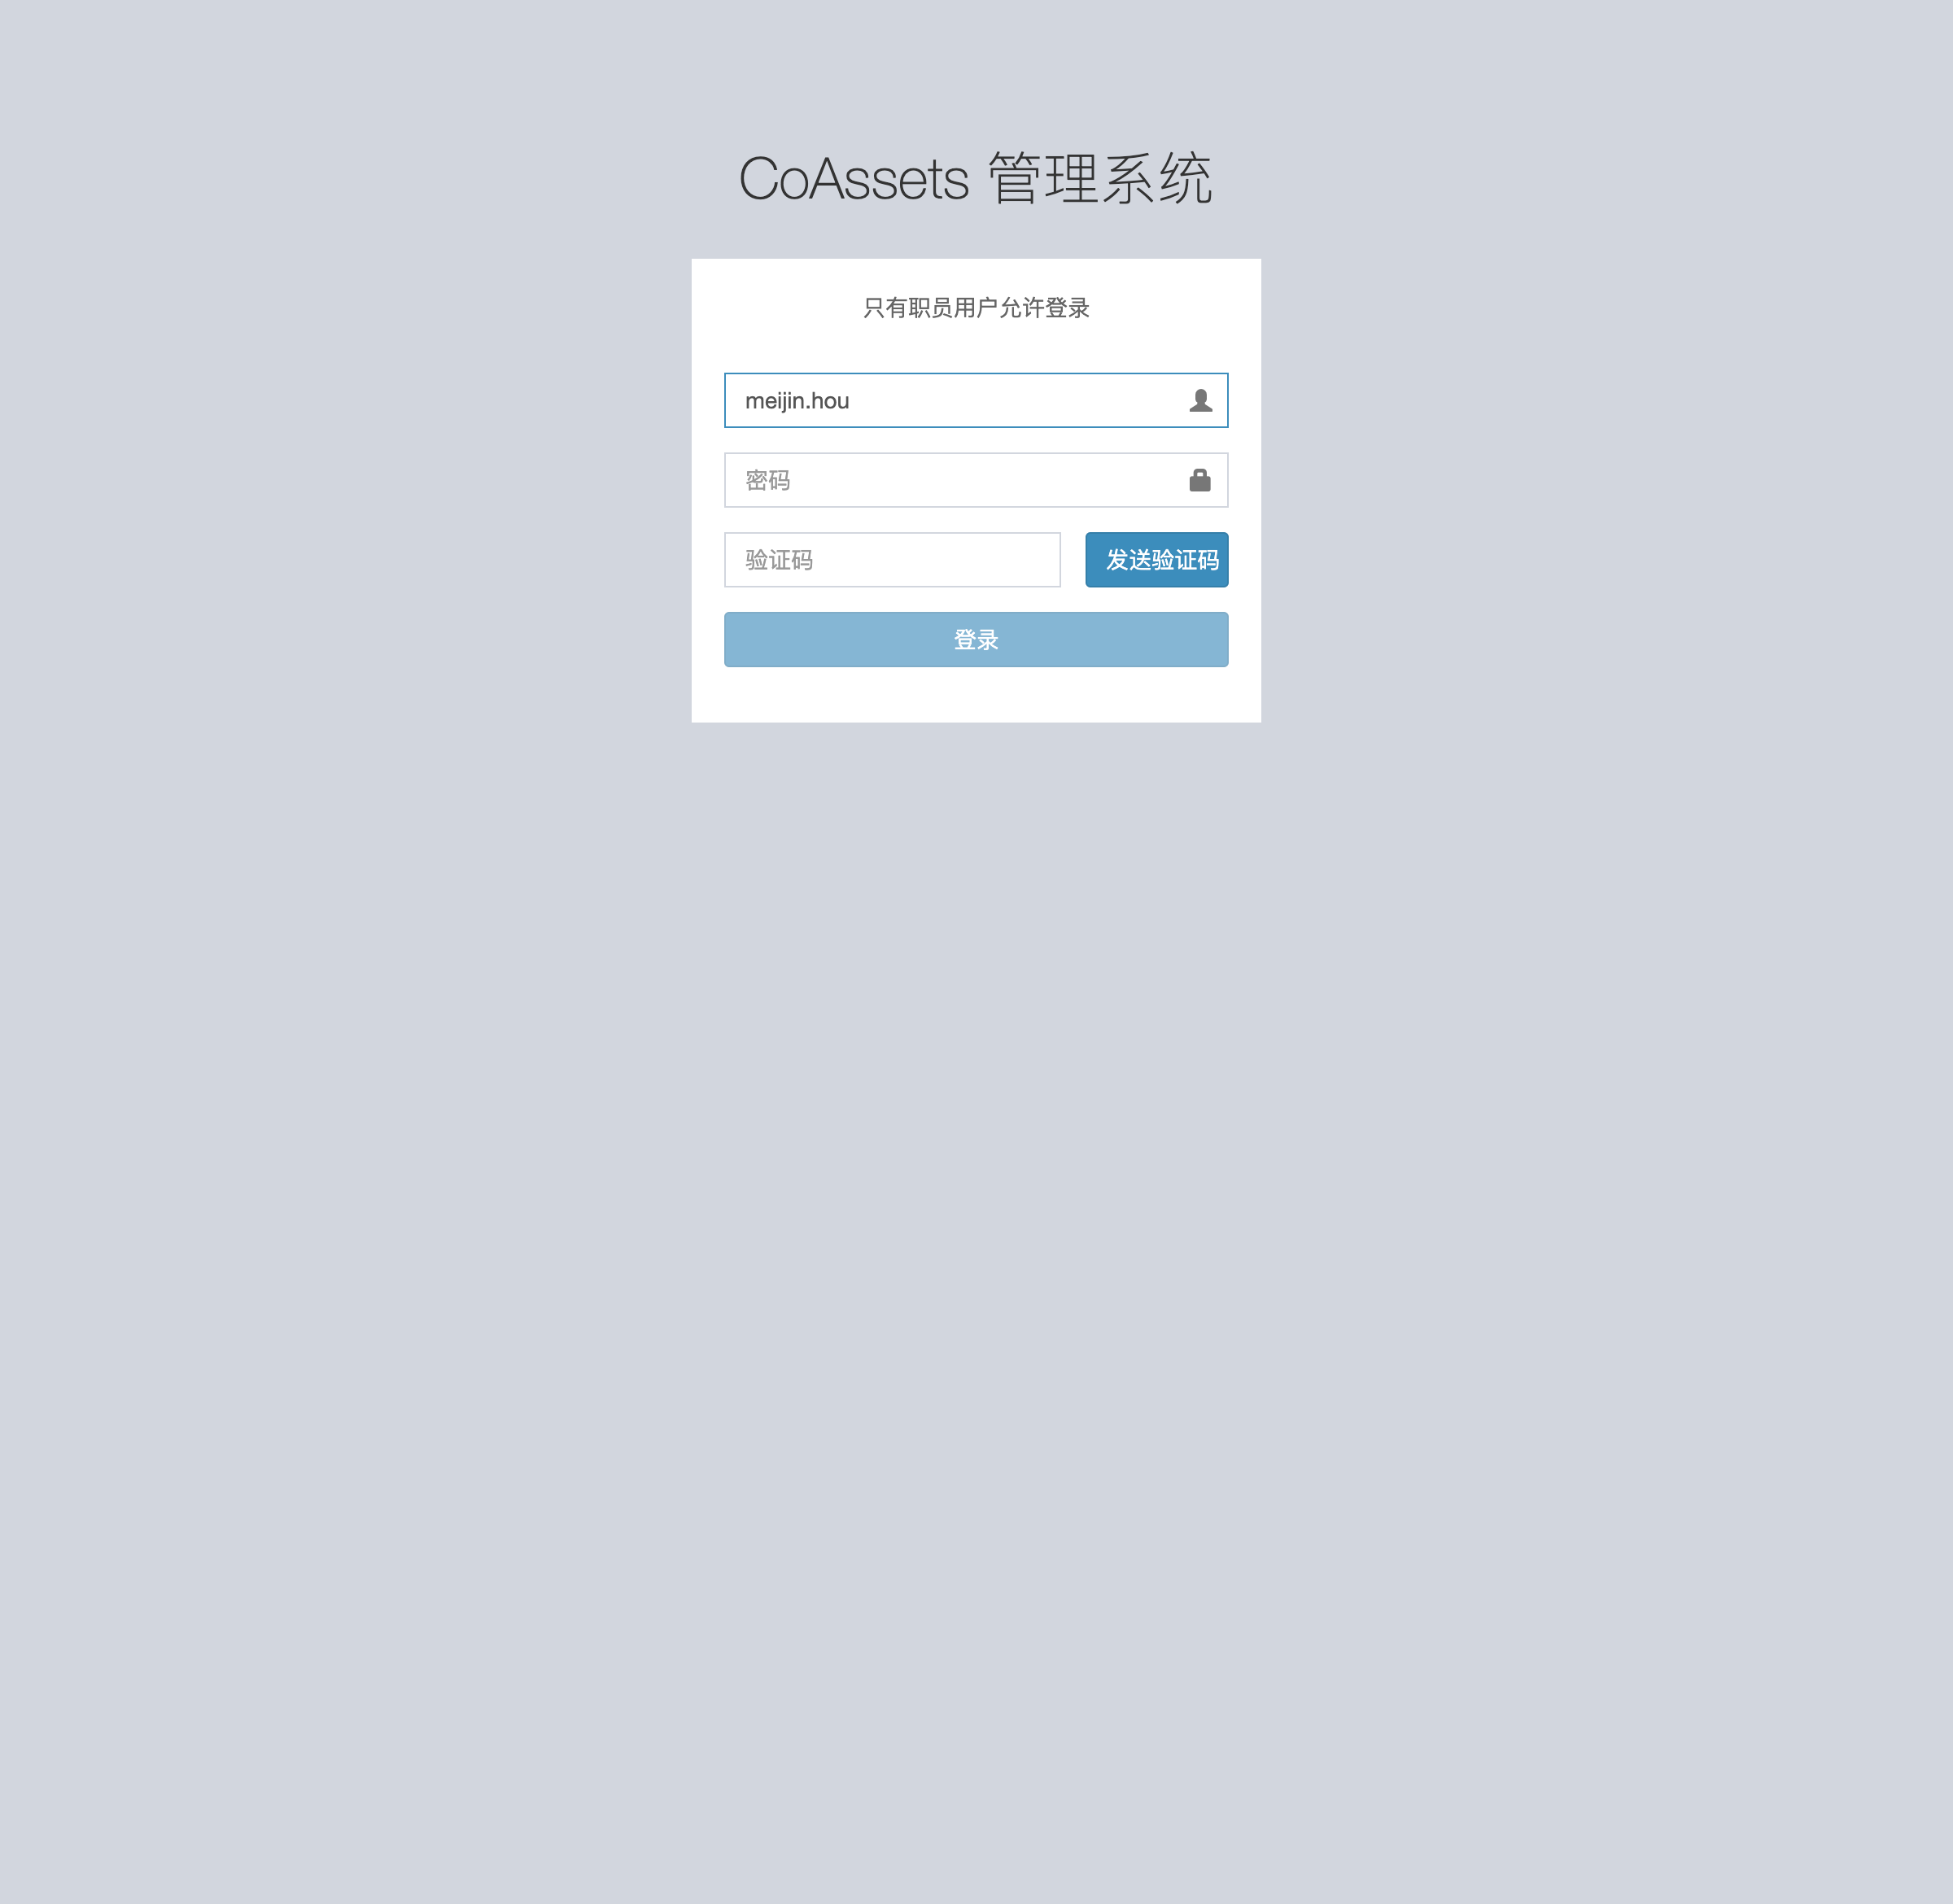 CoAssets 管理系统
只有职员用户允许登录
meijin.hou
密码
验证码
发送验证码
登录